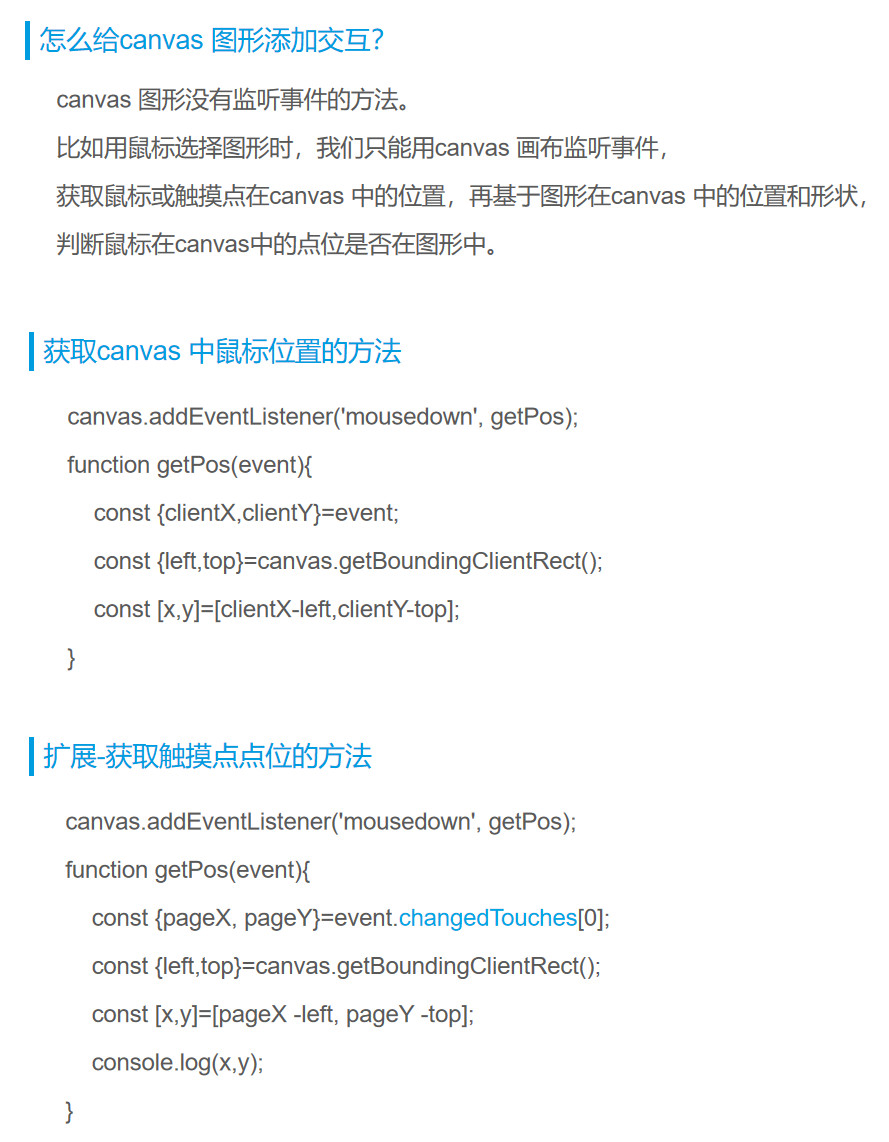 怎么给canvas 图形添加交互？
canvas 图形没有监听事件的方法。
比如用鼠标选择图形时，我们只能用canvas 画布监听事件，
获取鼠标或触摸点在canvas 中的位置，再基于图形在canvas 中的位置和形状，
判断鼠标在canvas中的点位是否在图形中。
获取canvas 中鼠标位置的方法
canvas.addEventListener('mousedown', getPos);
function getPos(event){
const {clientX,clientY}=event;
const {left,top}=canvas.getBoundingClientRect();
const [x,y]=[clientX-left,clientY-top];
}
扩展-获取触摸点点位的方法
canvas.addEventListener('mousedown', getPos);
function getPos(event){
const {pageX, pageY}=event.changedTouches[0];
const {left,top}=canvas.getBoundingClientRect();
const [x,y]=[pageX -left, pageY -top];
console.log(x,y);
}